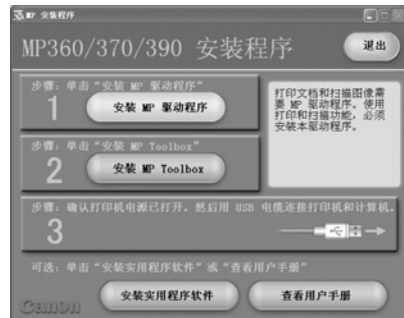 MP 安装程序
MP360/370/390 安装程序
退出
步骤: 单击“安装 MP 驱动程序”
1
安装 MP 驱动程序
打印文档和扫描图像需
要 MP 驱动程序。使用
打印和扫描功能，必须
安装本驱动程序。
步骤: 单击“安装 MP Toolbox”
2
安装 MP Toolbox
步骤: 确认打印机电源已打开。然后用 USB 电缆连接打印机和计算机。
3
可选: 单击“安装实用程序软件”或“查看用户手册”
Canon
安装实用程序软件
查看用户手册